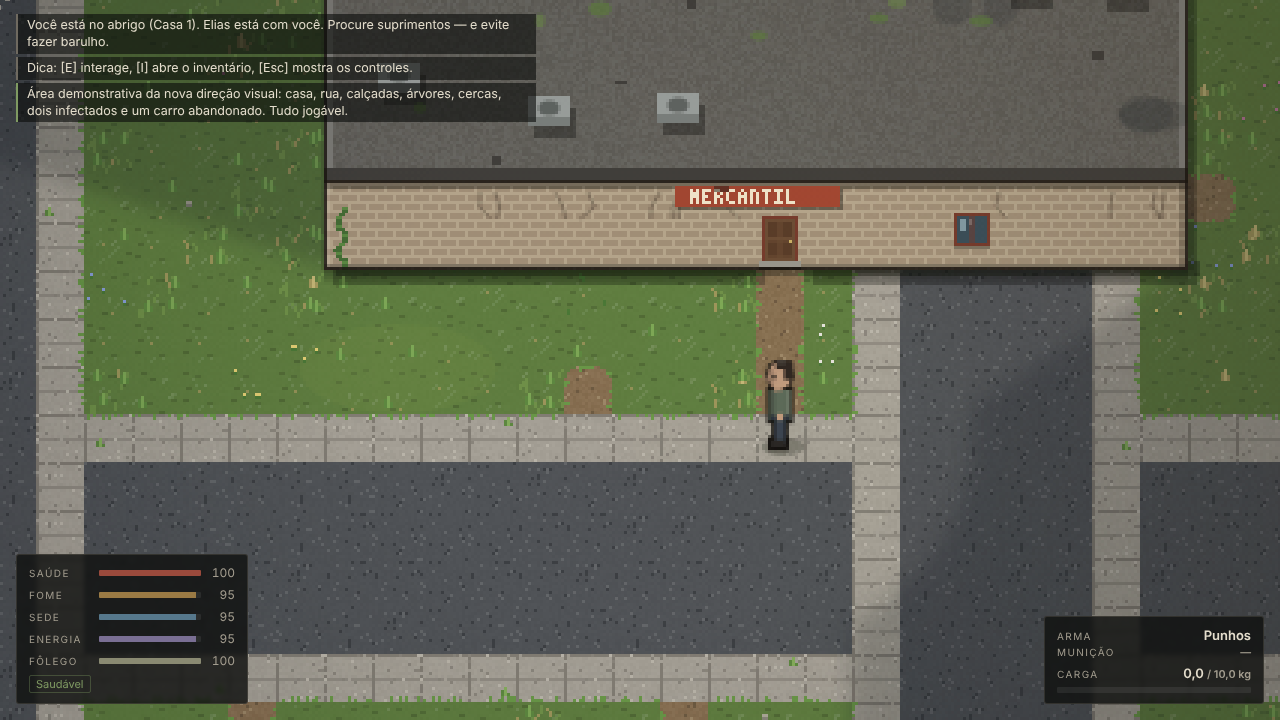 Você está no abrigo (Casa 1). Elias está com você. Procure suprimentos — e evite
fazer barulho.
Dica: [E] interage, [I] abre o inventário, [Esc] mostra os controles.
Área demonstrativa da nova direção visual: casa, rua, calçadas, árvores, cercas,
dois infectados e um carro abandonado. Tudo jogável.
MERCANTIL
SAÚDE 100
FOME 95
SEDE 95
ENERGIA 95
FÔLEGO 100
Saudável
ARMA Punhos
MUNIÇÃO —
CARGA 0,0 / 10,0 kg